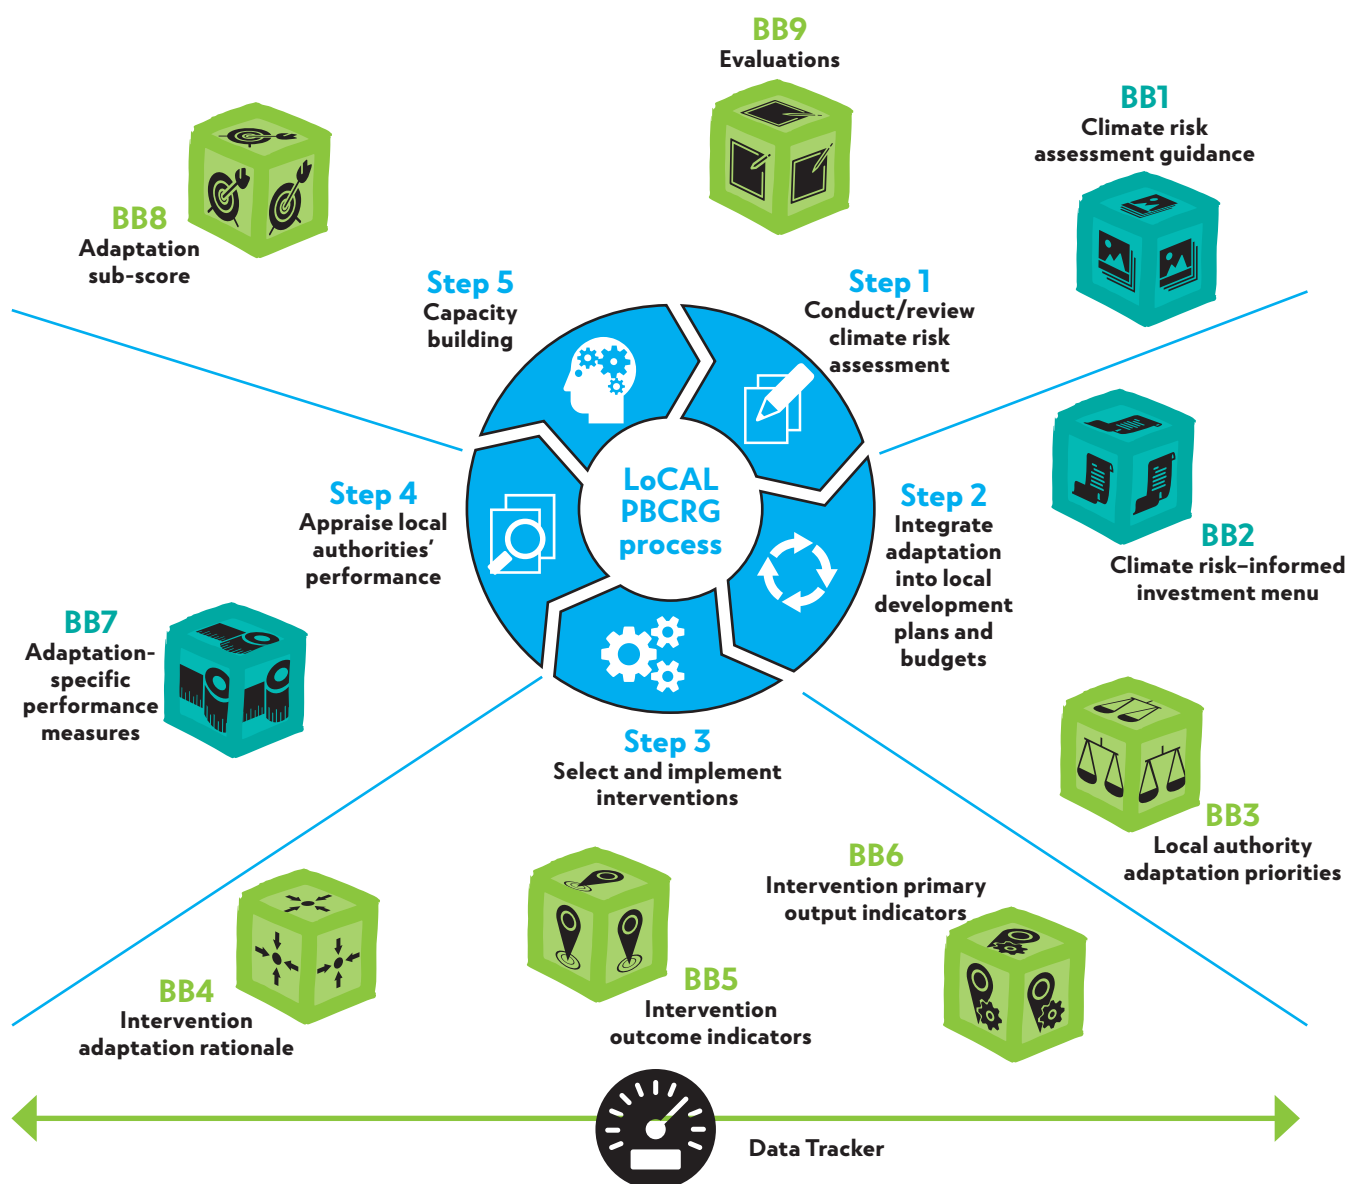 BB9
Evaluations
BB1
Climate risk
assessment guidance
BB8
Adaptation
sub-score
Step 5
Capacity
building
Step 1
Conduct/review
climate risk
assessment
LoCAL
PBCRG
process
Step 4
Appraise local
authorities’
performance
Step 2
Integrate
adaptation
into local
development
plans and
budgets
BB2
Climate risk–informed
investment menu
BB7
Adaptation-
specific
performance
measures
Step 3
Select and implement
interventions
BB3
Local authority
adaptation priorities
BB6
Intervention primary
output indicators
BB4
Intervention
adaptation rationale
BB5
Intervention
outcome indicators
Data Tracker